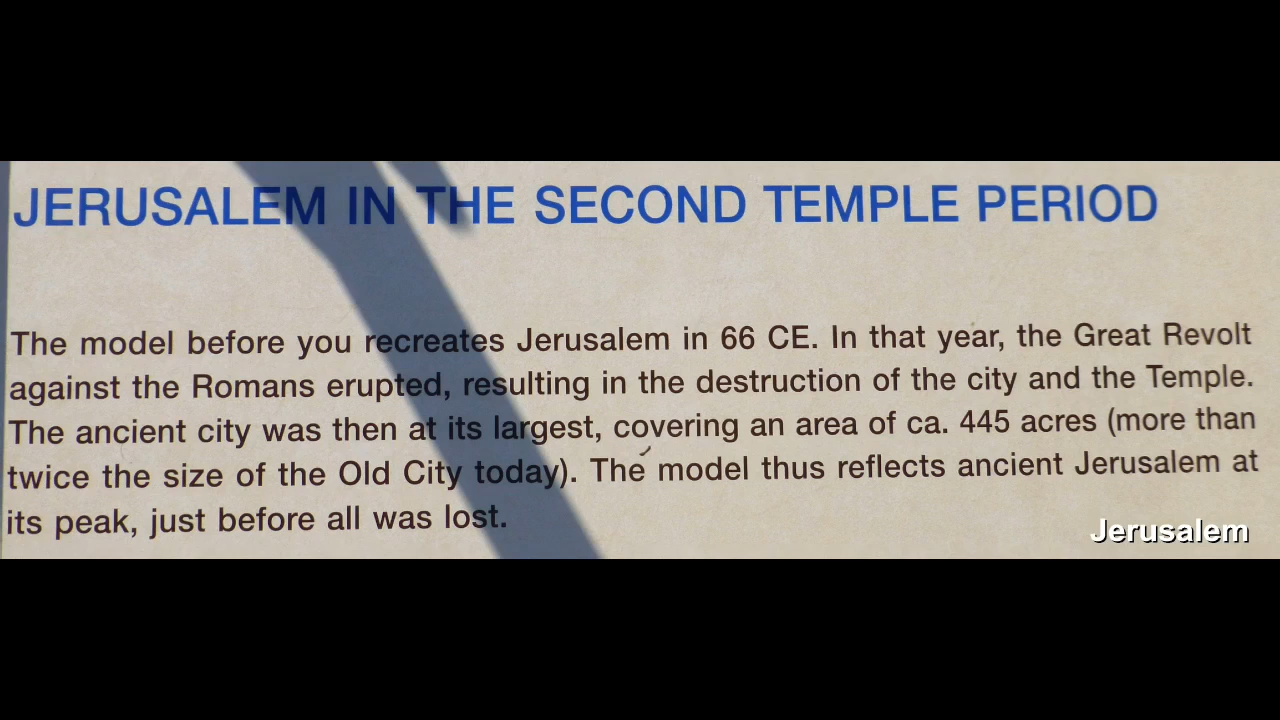 JERUSALEM IN THE SECOND TEMPLE PERIOD
The model before you recreates Jerusalem in 66 CE. In that year, the Great Revolt
against the Romans erupted, resulting in the destruction of the city and the Temple.
The ancient city was then at its largest, covering an area of ca. 445 acres (more than
twice the size of the Old City today). The model thus reflects ancient Jerusalem at
its peak, just before all was lost.
Jerusalem